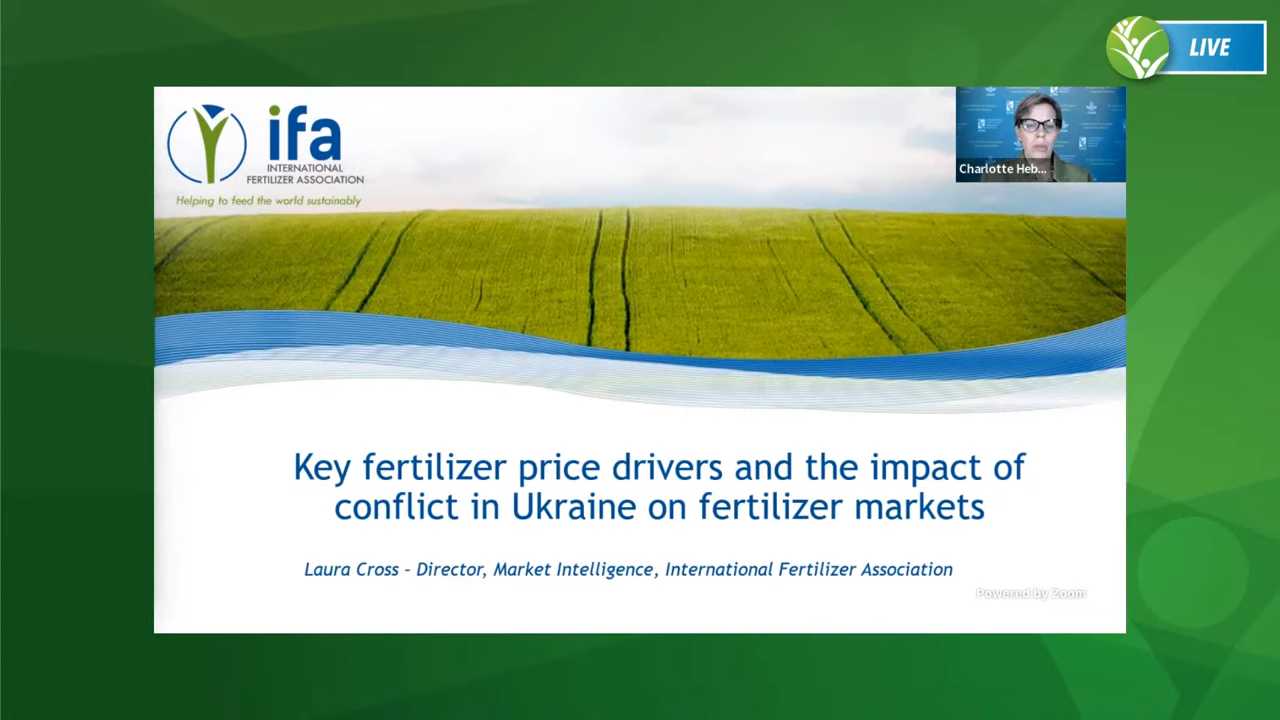 LIVE
ifa
INTERNATIONAL
FERTILIZER ASSOCIATION
Helping to feed the world sustainably
Charlotte Heb...
Key fertilizer price drivers and the impact of
conflict in Ukraine on fertilizer markets
Laura Cross – Director, Market Intelligence, International Fertilizer Association
Powered by Zoom